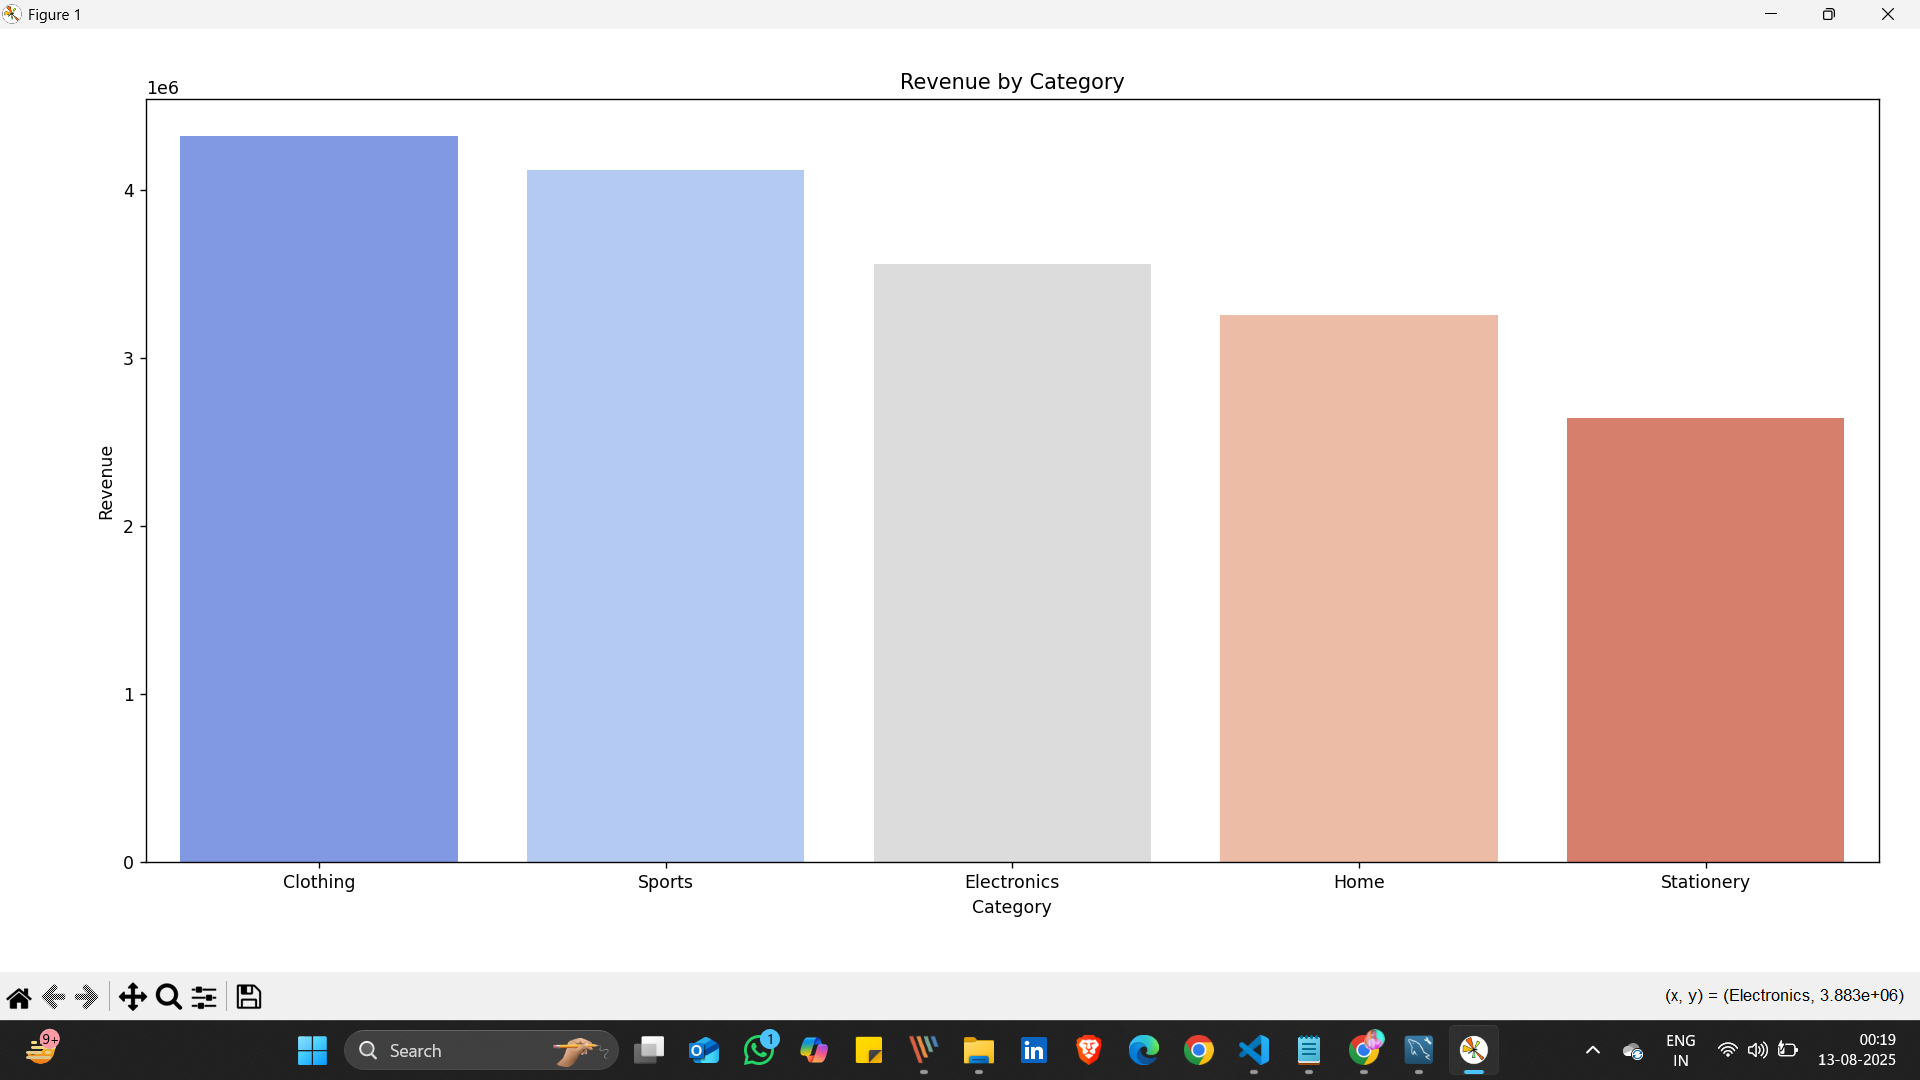 Figure 1
Revenue by Category
1e6
4
3
2
1
0
Revenue
Clothing Sports Electronics Home Stationery
Category
(x, y) = (Electronics, 3.883e+06)
9+
Search
1
ENG
IN
00:19
13-08-2025